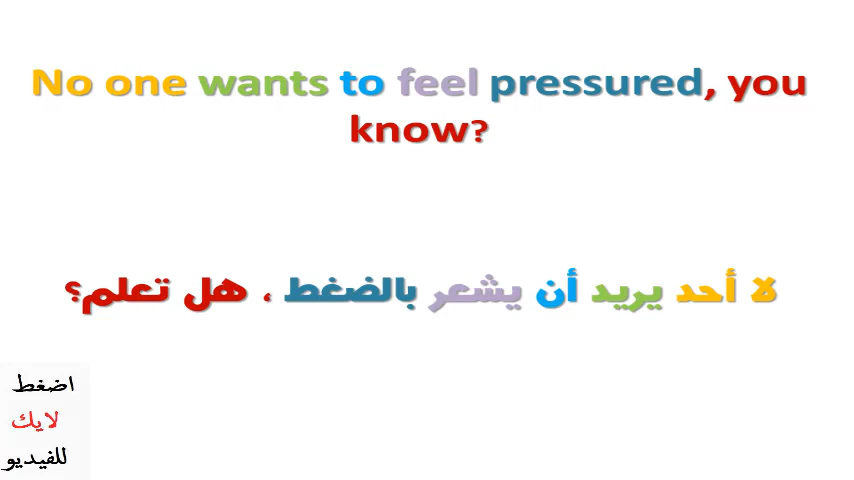 No one wants to feel pressured, you
know?
لا أحد يريد أن يشعر بالضغط ، هل تعلم؟
اضغط
لايك
للفيديو